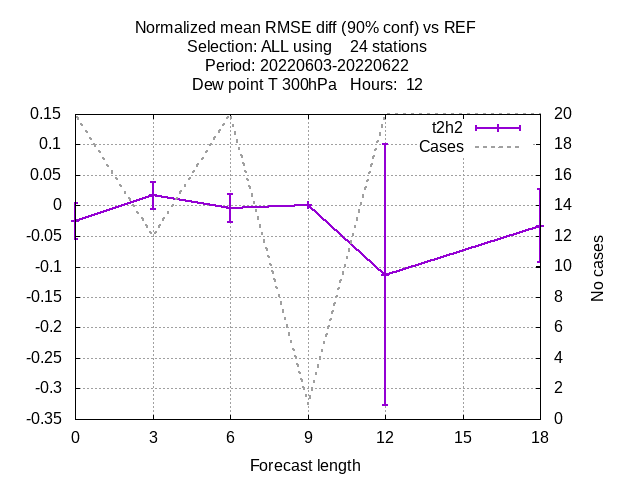 Normalized mean RMSE diff (90% conf) vs REF
Selection: ALL using    24 stations
Period: 20220603-20220622
Dew point T 300hPa   Hours:  12
t2h2
Cases
0.15
0.1
0.05
0
-0.05
-0.1
-0.15
-0.2
-0.25
-0.3
-0.35
20
18
16
14
12
10
8
6
4
2
0
No cases
0 3 6 9 12 15 18
Forecast length